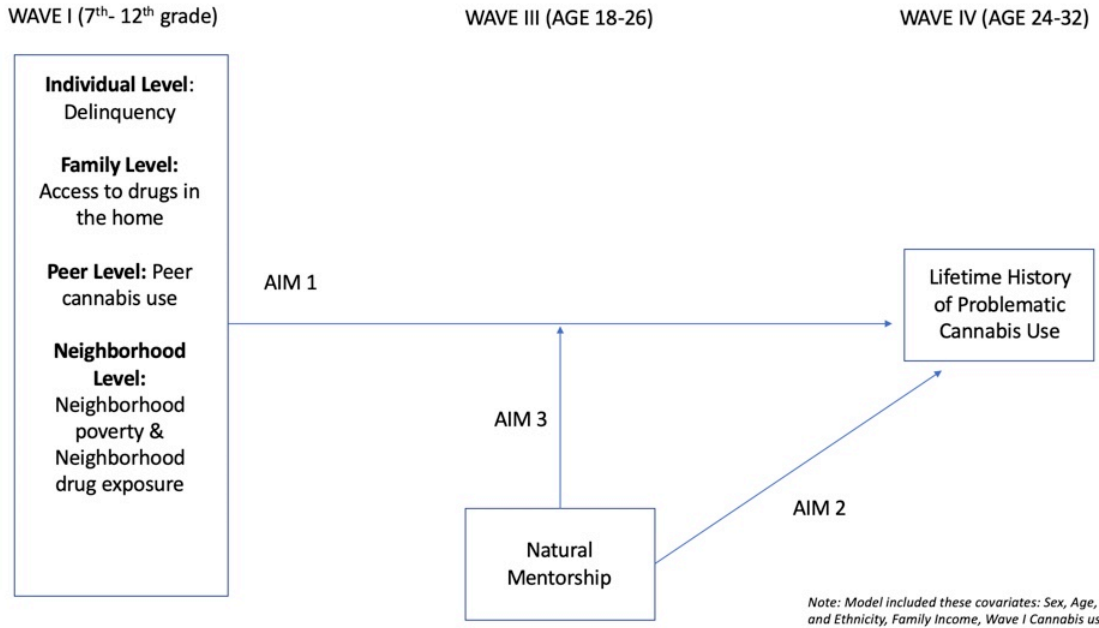 WAVE I (7th- 12th grade)
WAVE III (AGE 18-26)
WAVE IV (AGE 24-32)
Individual Level:
Delinquency
Family Level:
Access to drugs in
the home
Peer Level: Peer
cannabis use
Neighborhood
Level:
Neighborhood
poverty &
Neighborhood
drug exposure
AIM 1
Lifetime History
of Problematic
Cannabis Use
AIM 3
AIM 2
Natural
Mentorship
Note: Model included these covariates: Sex, Age,
and Ethnicity, Family Income, Wave I Cannabis us